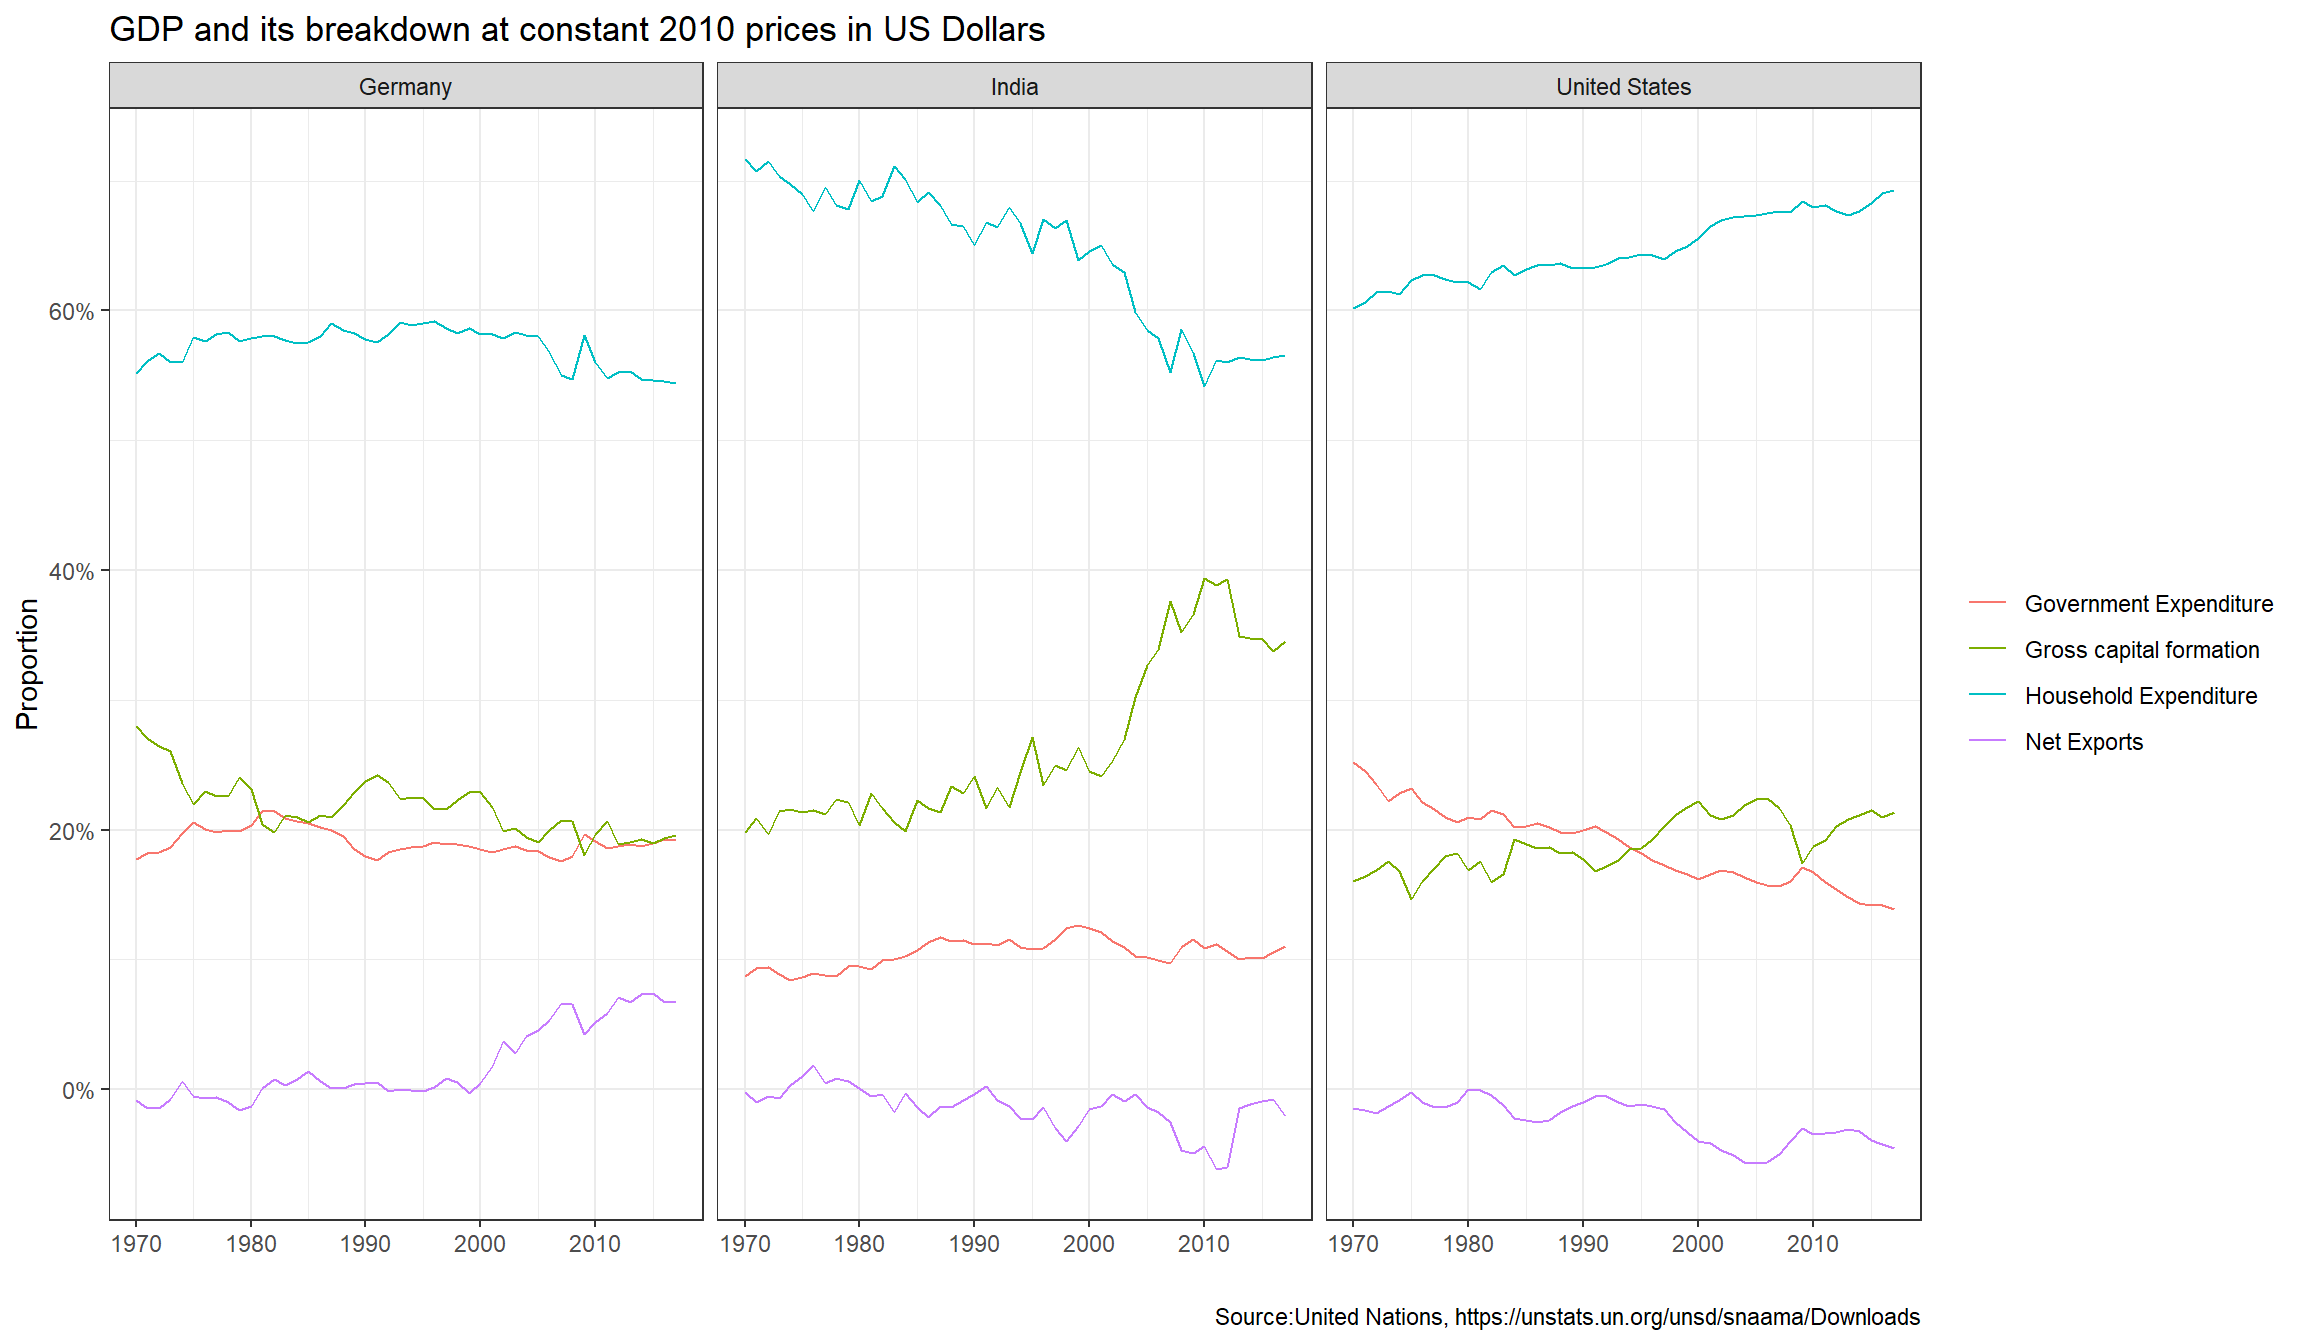 GDP and its breakdown at constant 2010 prices in US Dollars
Germany
India
United States
Proportion
60%
40%
20%
0%
1970 1980 1990 2000 2010
1970 1980 1990 2000 2010
1970 1980 1990 2000 2010
Government Expenditure
Gross capital formation
Household Expenditure
Net Exports
Source:United Nations, https://unstats.un.org/unsd/snaama/Downloads